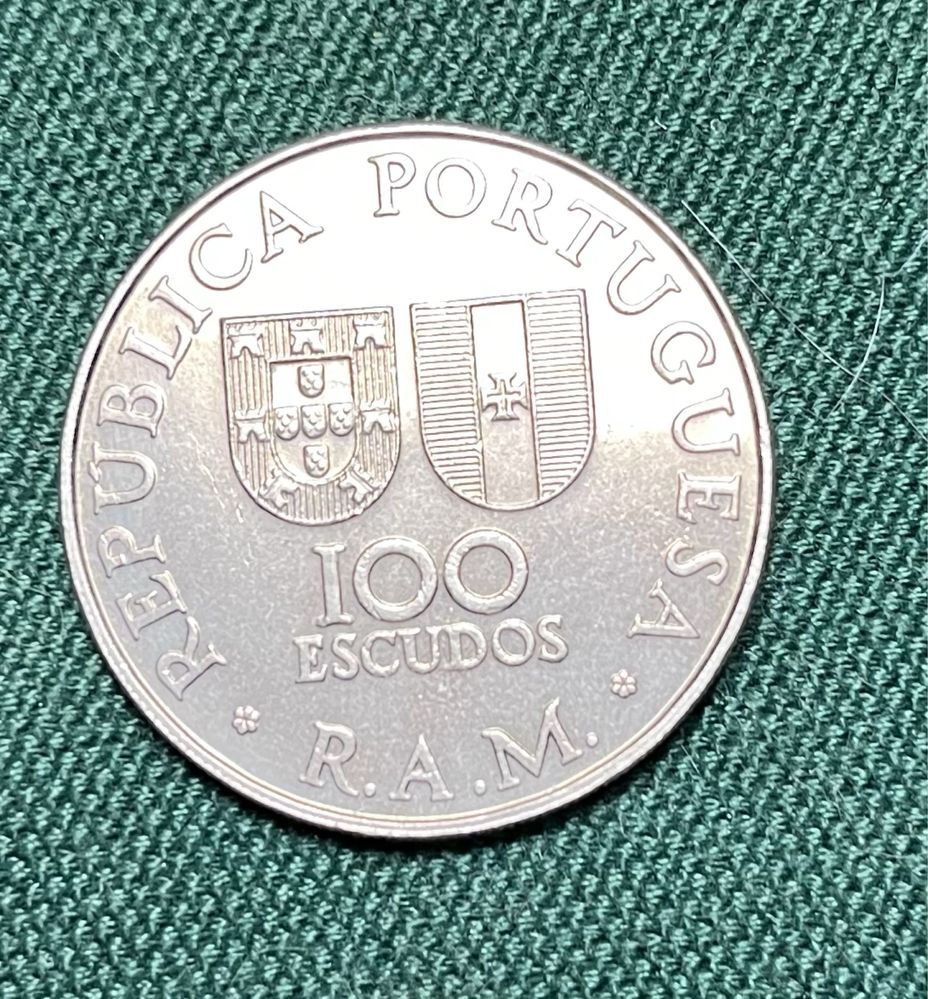 REPUBLICA PORTUGUESA
100
ESCUDOS
R.A.M.